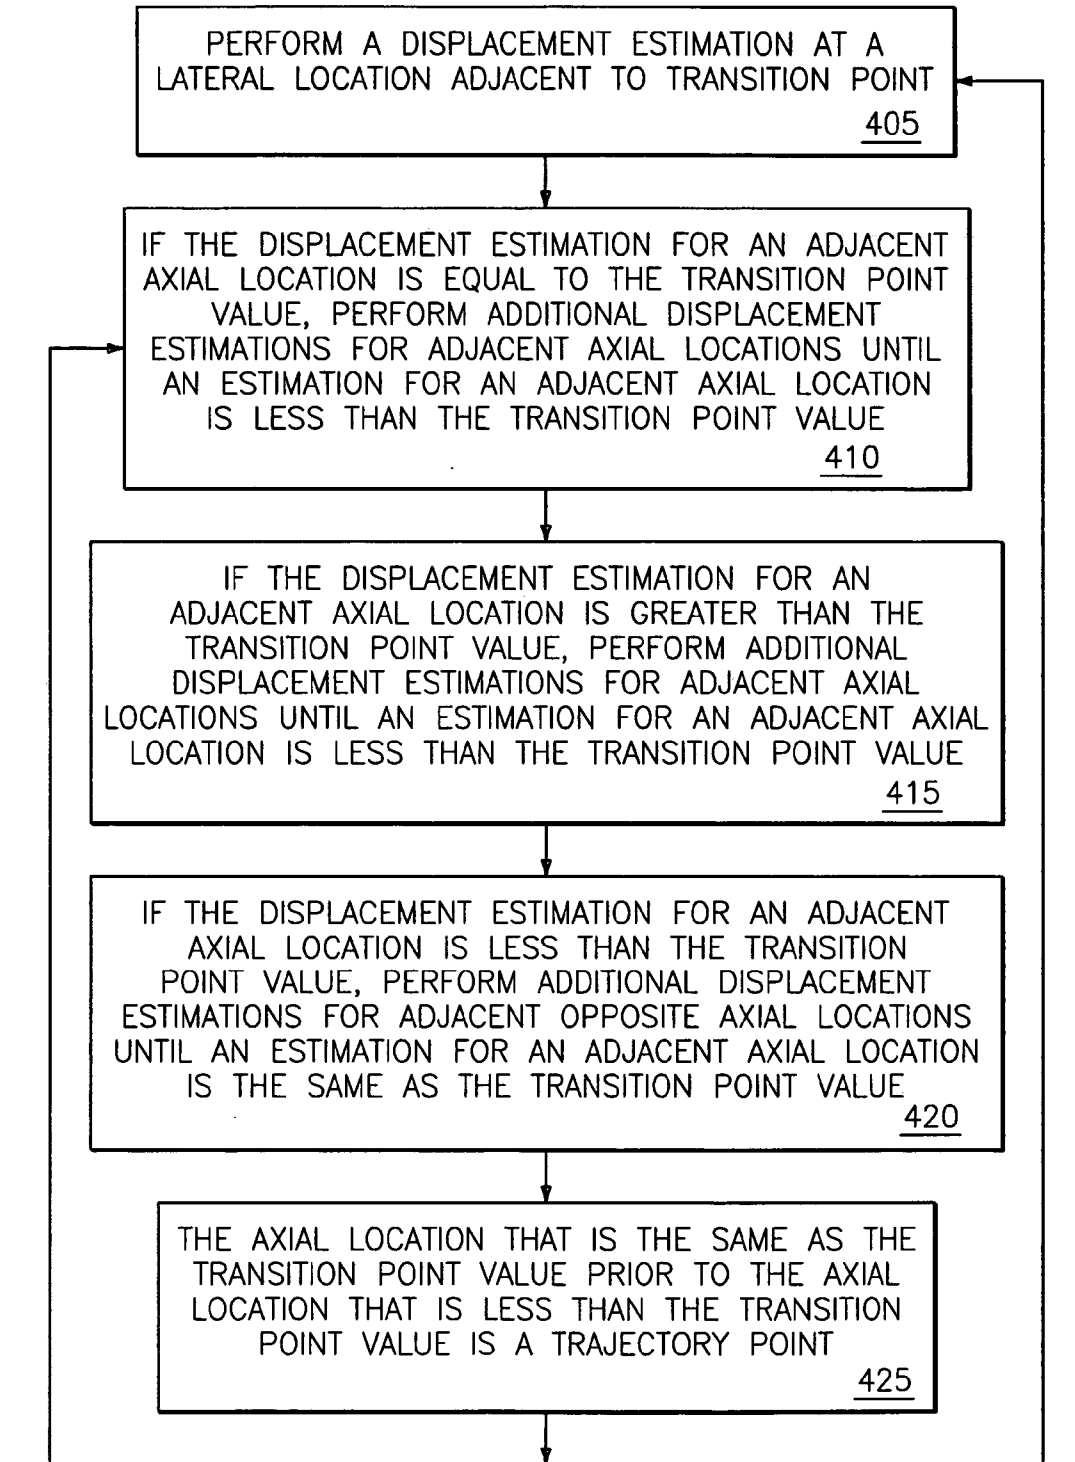 PERFORM A DISPLACEMENT ESTIMATION AT A
LATERAL LOCATION ADJACENT TO TRANSITION POINT
405
IF THE DISPLACEMENT ESTIMATION FOR AN ADJACENT
AXIAL LOCATION IS EQUAL TO THE TRANSITION POINT
VALUE, PERFORM ADDITIONAL DISPLACEMENT
ESTIMATIONS FOR ADJACENT AXIAL LOCATIONS UNTIL
AN ESTIMATION FOR AN ADJACENT AXIAL LOCATION
IS LESS THAN THE TRANSITION POINT VALUE
410
IF THE DISPLACEMENT ESTIMATION FOR AN
ADJACENT AXIAL LOCATION IS GREATER THAN THE
TRANSITION POINT VALUE, PERFORM ADDITIONAL
DISPLACEMENT ESTIMATIONS FOR ADJACENT AXIAL
LOCATIONS UNTIL AN ESTIMATION FOR AN ADJACENT AXIAL
LOCATION IS LESS THAN THE TRANSITION POINT VALUE
415
IF THE DISPLACEMENT ESTIMATION FOR AN ADJACENT
AXIAL LOCATION IS LESS THAN THE TRANSITION
POINT VALUE, PERFORM ADDITIONAL DISPLACEMENT
ESTIMATIONS FOR ADJACENT OPPOSITE AXIAL LOCATIONS
UNTIL AN ESTIMATION FOR AN ADJACENT AXIAL LOCATION
IS THE SAME AS THE TRANSITION POINT VALUE
420
THE AXIAL LOCATION THAT IS THE SAME AS THE
TRANSITION POINT VALUE PRIOR TO THE AXIAL
LOCATION THAT IS LESS THAN THE TRANSITION
POINT VALUE IS A TRAJECTORY POINT
425